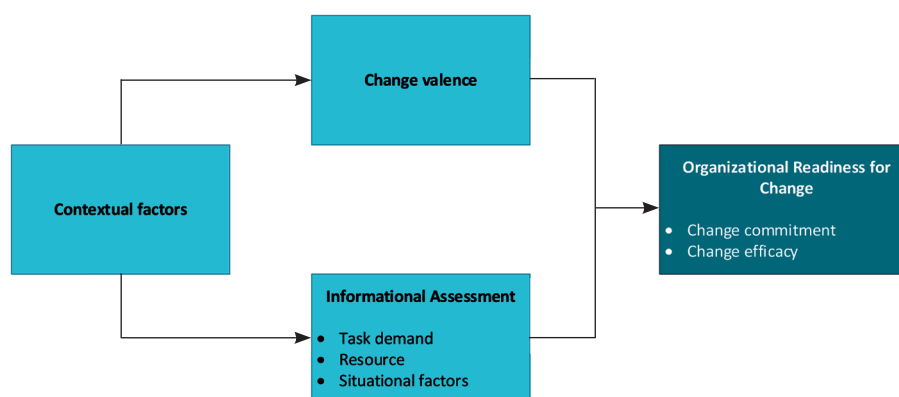 Change valence
Contextual factors
Organizational Readiness for
Change
• Change commitment
• Change efficacy
Informational Assessment
• Task demand
• Resource
• Situational factors